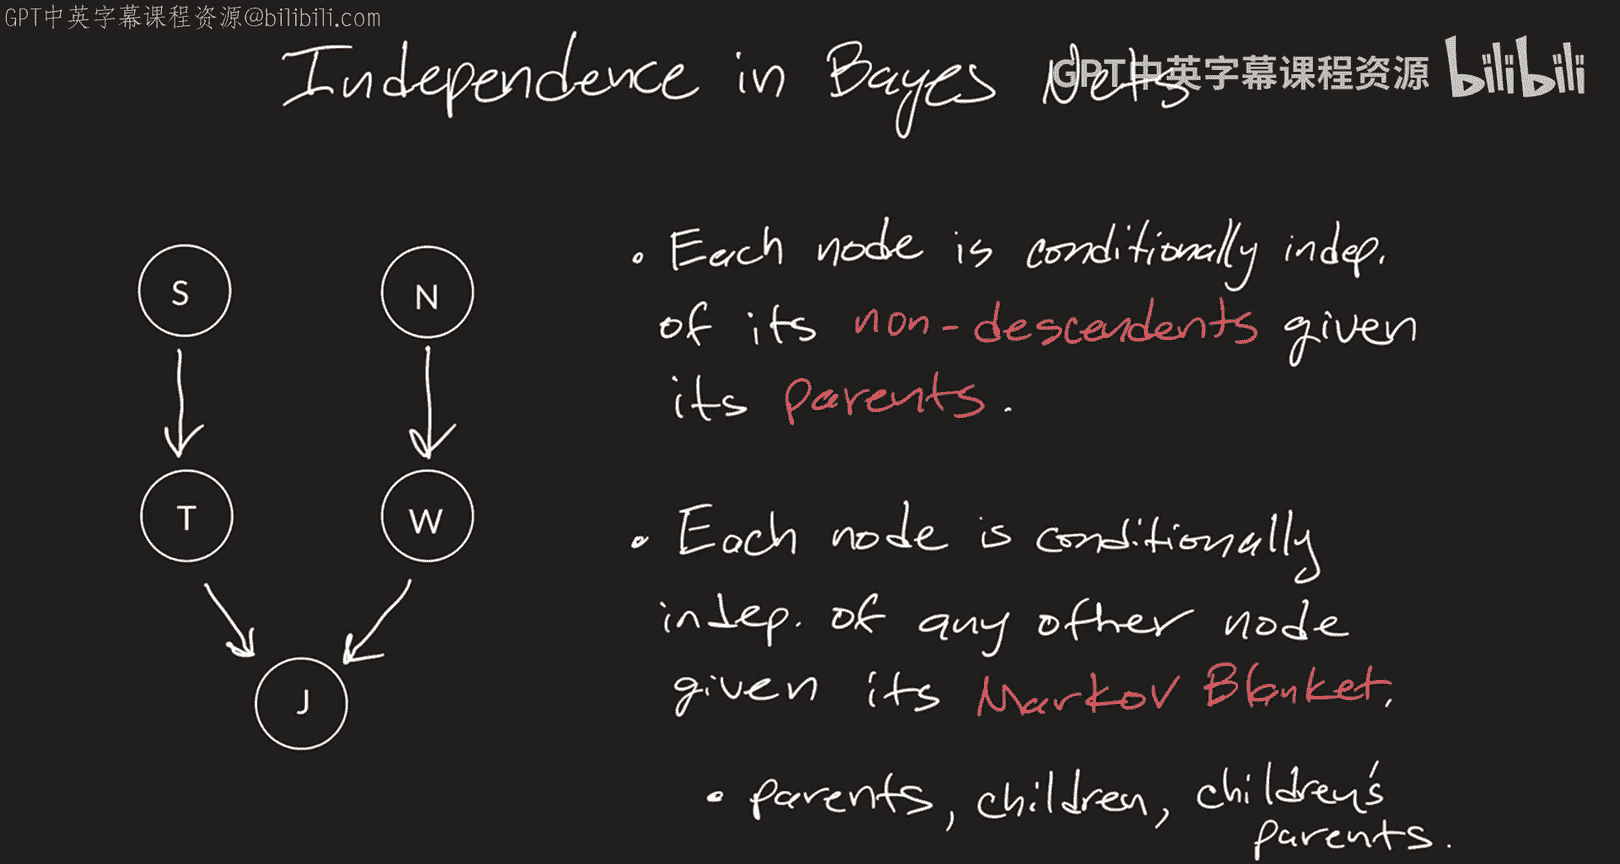 GPT中英字幕课程资源@bilibili.com
Independence in Bayes Nets
GPT中英字幕课程资源 bilibili
S
N
• Each node is conditionally indep.
of its non-descendents given
its parents.
T
W
• Each node is conditionally
indep. of any other node
given its Markov Blanket.
J
• parents, children, children's
parents.